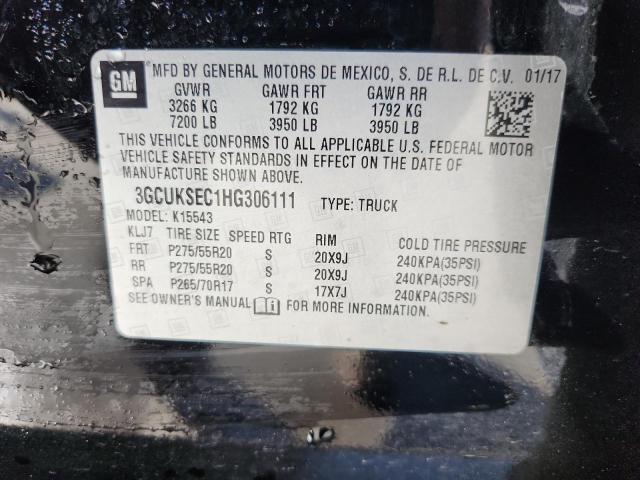 GM
MFD BY GENERAL MOTORS DE MEXICO, S. DE R.L. DE C.V. 01/17
GVWR GAWR FRT GAWR RR
3266 KG 1792 KG 1792 KG
7200 LB 3950 LB 3950 LB
THIS VEHICLE CONFORMS TO ALL APPLICABLE U.S. FEDERAL MOTOR
VEHICLE SAFETY STANDARDS IN EFFECT ON THE DATE OF
MANUFACTURE SHOWN ABOVE.
3GCUKSEC1HG306111 TYPE: TRUCK
MODEL: K15543
KLJ7 TIRE SIZE SPEED RTG RIM COLD TIRE PRESSURE
FRT P275/55R20 S 20X9J 240KPA(35PSI)
RR P275/55R20 S 20X9J 240KPA(35PSI)
SPA P265/70R17 S 17X7J 240KPA(35PSI)
SEE OWNER'S MANUAL FOR MORE INFORMATION.